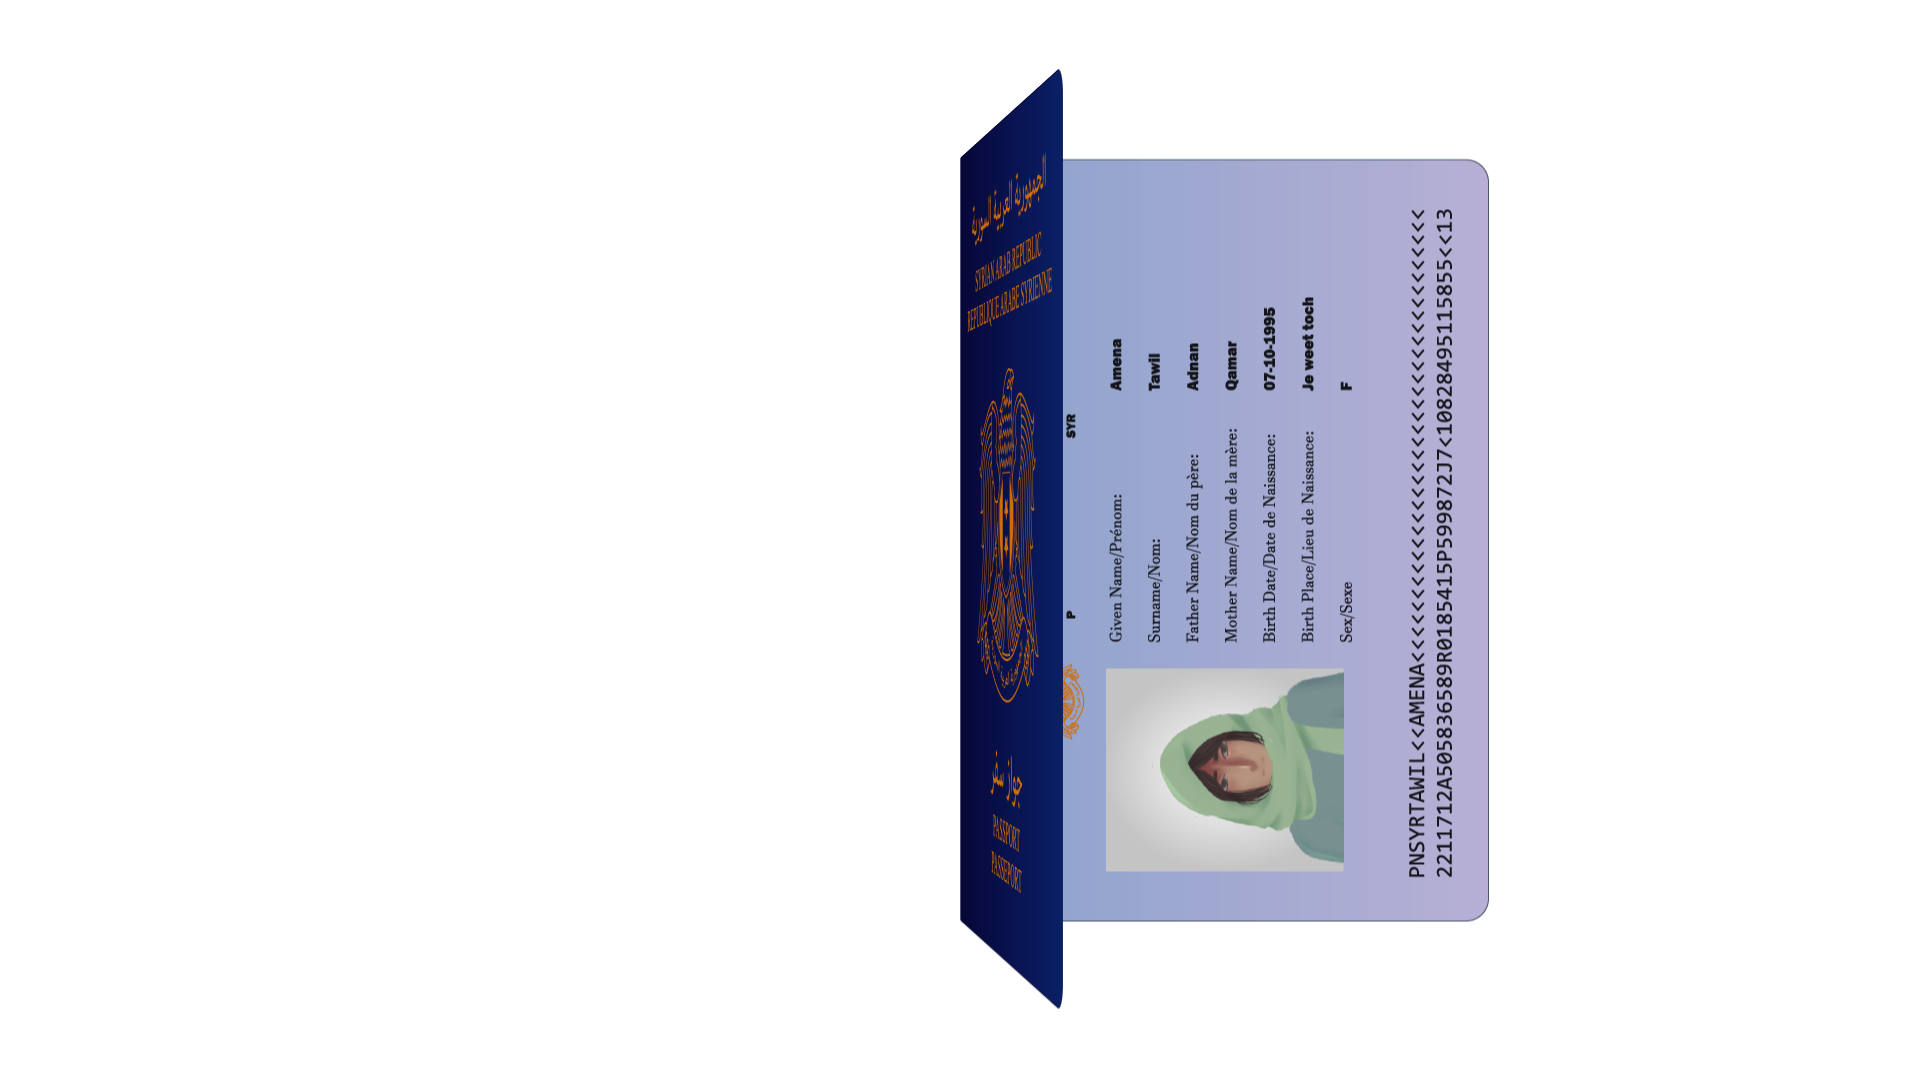 الجمهورية العربية السورية
SYRIAN ARAB REPUBLIC
REPUBLIQUE ARABE SYRIENNE
جواز سفر
PASSPORT
PASSEPORT
P SYR
Given Name/Prénom: Amena
Surname/Nom: Tawil
Father Name/Nom du père: Adnan
Mother Name/Nom de la mère: Qamar
Birth Date/Date de Naissance: 07-10-1995
Birth Place/Lieu de Naissance: Je weet toch
Sex/Sexe F
PNSYRTAWIL<<AMENA<<<<<<<<<<<<<<<<<<<<<<<<<<<<<<<<<<
2211712A505836589R0185415P599872J7<10828495115855<<13